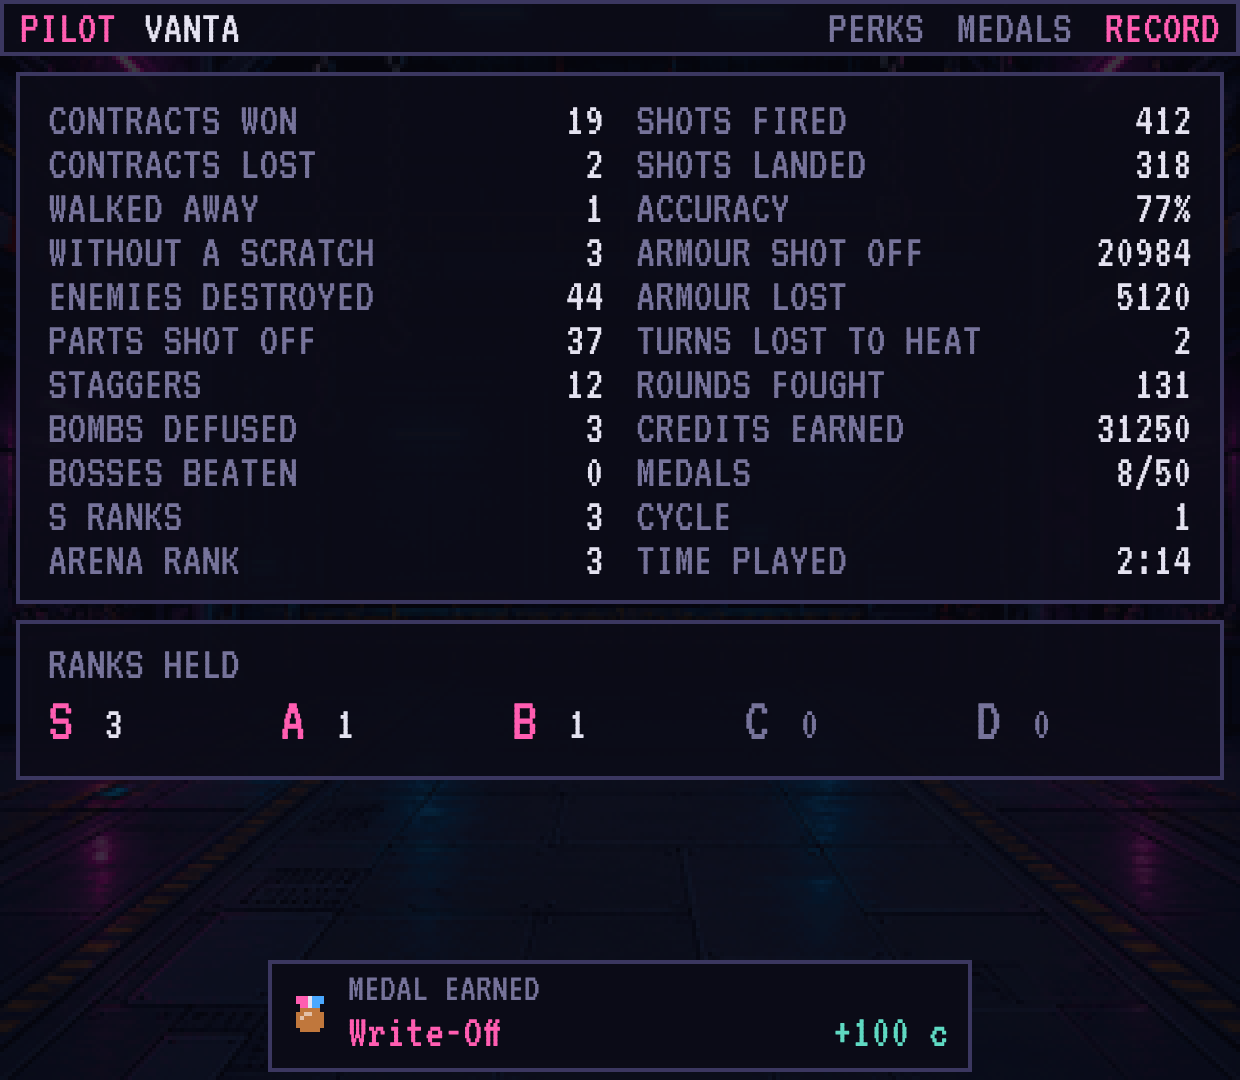 PILOT VANTA PERKS MEDALS RECORD
CONTRACTS WON 19
CONTRACTS LOST 2
WALKED AWAY 1
WITHOUT A SCRATCH 3
ENEMIES DESTROYED 44
PARTS SHOT OFF 37
STAGGERS 12
BOMBS DEFUSED 3
BOSSES BEATEN 0
S RANKS 3
ARENA RANK 3
SHOTS FIRED 412
SHOTS LANDED 318
ACCURACY 77%
ARMOUR SHOT OFF 20984
ARMOUR LOST 5120
TURNS LOST TO HEAT 2
ROUNDS FOUGHT 131
CREDITS EARNED 31250
MEDALS 8/50
CYCLE 1
TIME PLAYED 2:14
RANKS HELD
S 3 A 1 B 1 C 0 D 0
MEDAL EARNED
Write-Off +100 c